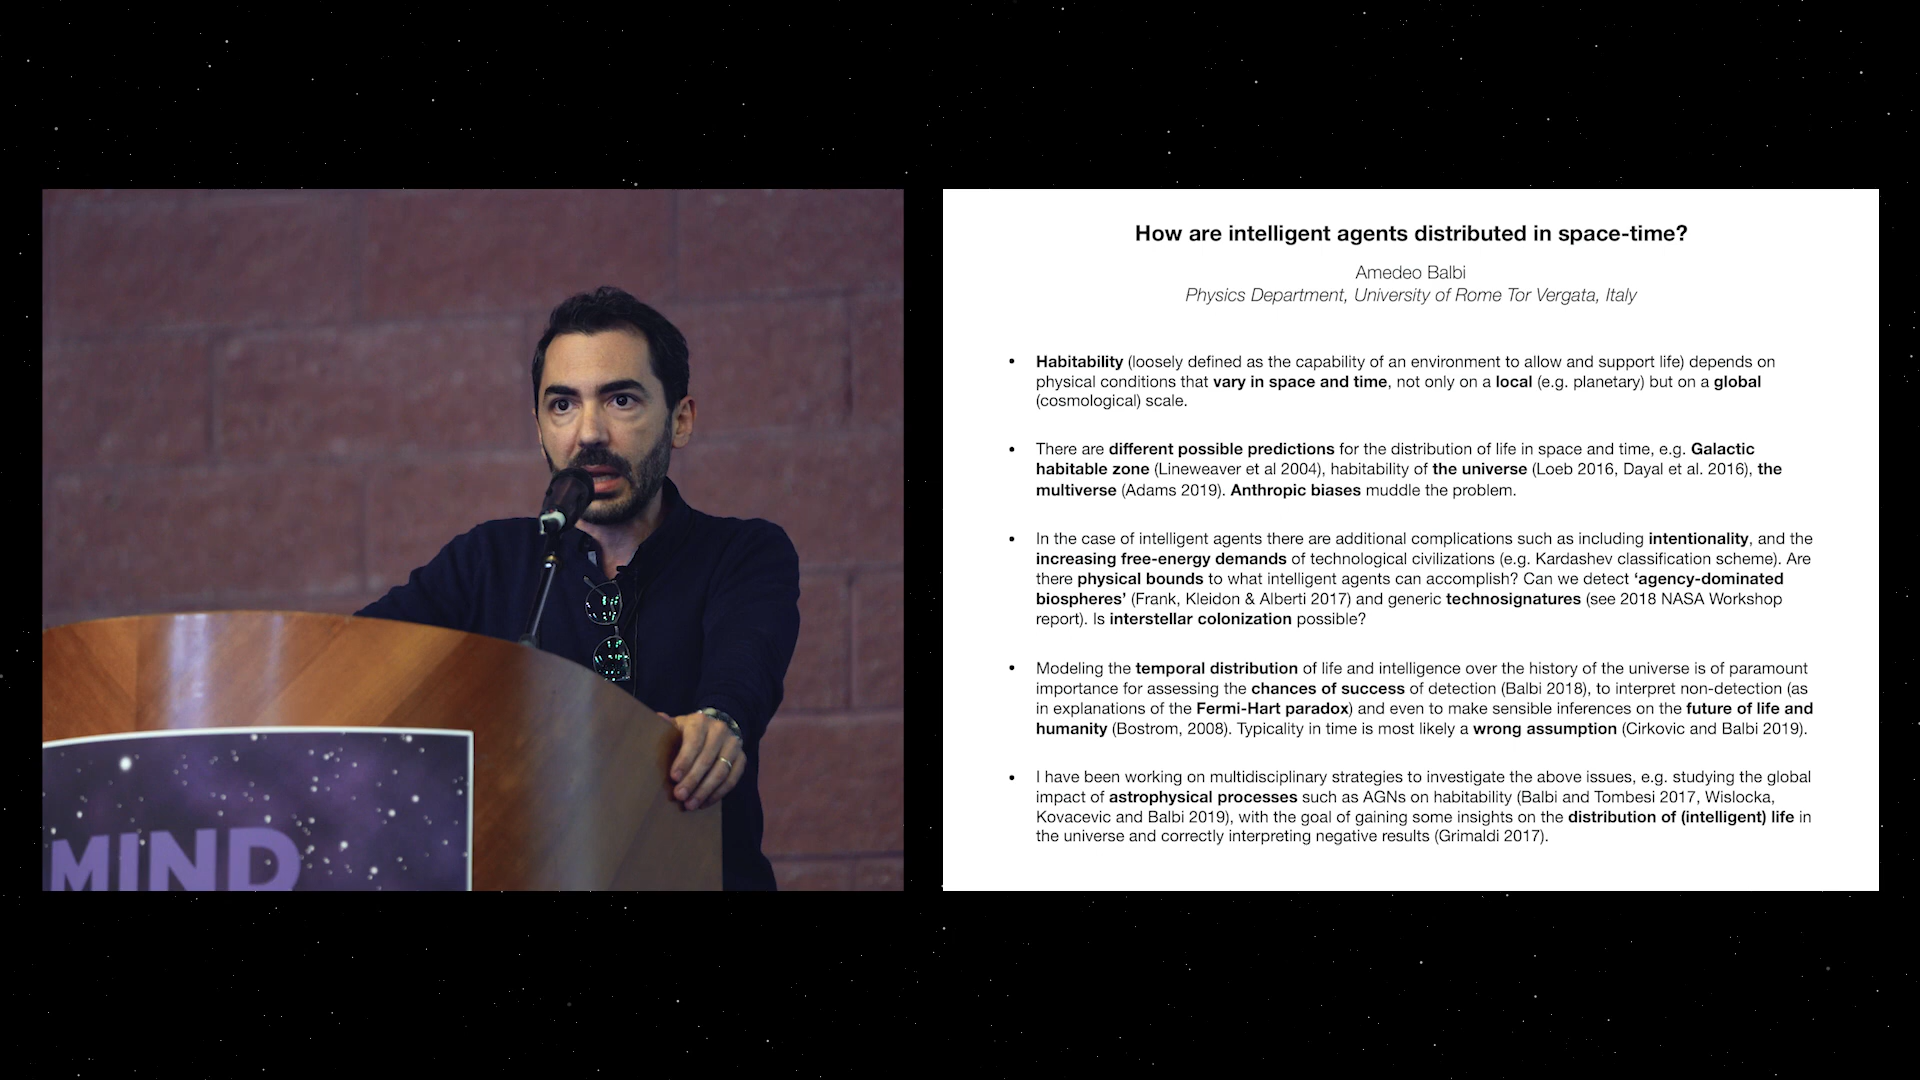 How are intelligent agents distributed in space-time?
Amedeo Balbi
Physics Department, University of Rome Tor Vergata, Italy
• Habitability (loosely defined as the capability of an environment to allow and support life) depends on
physical conditions that vary in space and time, not only on a local (e.g. planetary) but on a global
(cosmological) scale.
• There are different possible predictions for the distribution of life in space and time, e.g. Galactic
habitable zone (Lineweaver et al 2004), habitability of the universe (Loeb 2016, Dayal et al. 2016), the
multiverse (Adams 2019). Anthropic biases muddle the problem.
• In the case of intelligent agents there are additional complications such as including intentionality, and the
increasing free-energy demands of technological civilizations (e.g. Kardashev classification scheme). Are
there physical bounds to what intelligent agents can accomplish? Can we detect ‘agency-dominated
biospheres’ (Frank, Kleidon & Alberti 2017) and generic technosignatures (see 2018 NASA Workshop
report). Is interstellar colonization possible?
• Modeling the temporal distribution of life and intelligence over the history of the universe is of paramount
importance for assessing the chances of success of detection (Balbi 2018), to interpret non-detection (as
in explanations of the Fermi-Hart paradox) and even to make sensible inferences on the future of life and
humanity (Bostrom, 2008). Typicality in time is most likely a wrong assumption (Cirkovic and Balbi 2019).
• I have been working on multidisciplinary strategies to investigate the above issues, e.g. studying the global
impact of astrophysical processes such as AGNs on habitability (Balbi and Tombesi 2017, Wislocka,
Kovacevic and Balbi 2019), with the goal of gaining some insights on the distribution of (intelligent) life in
the universe and correctly interpreting negative results (Grimaldi 2017).
MIND